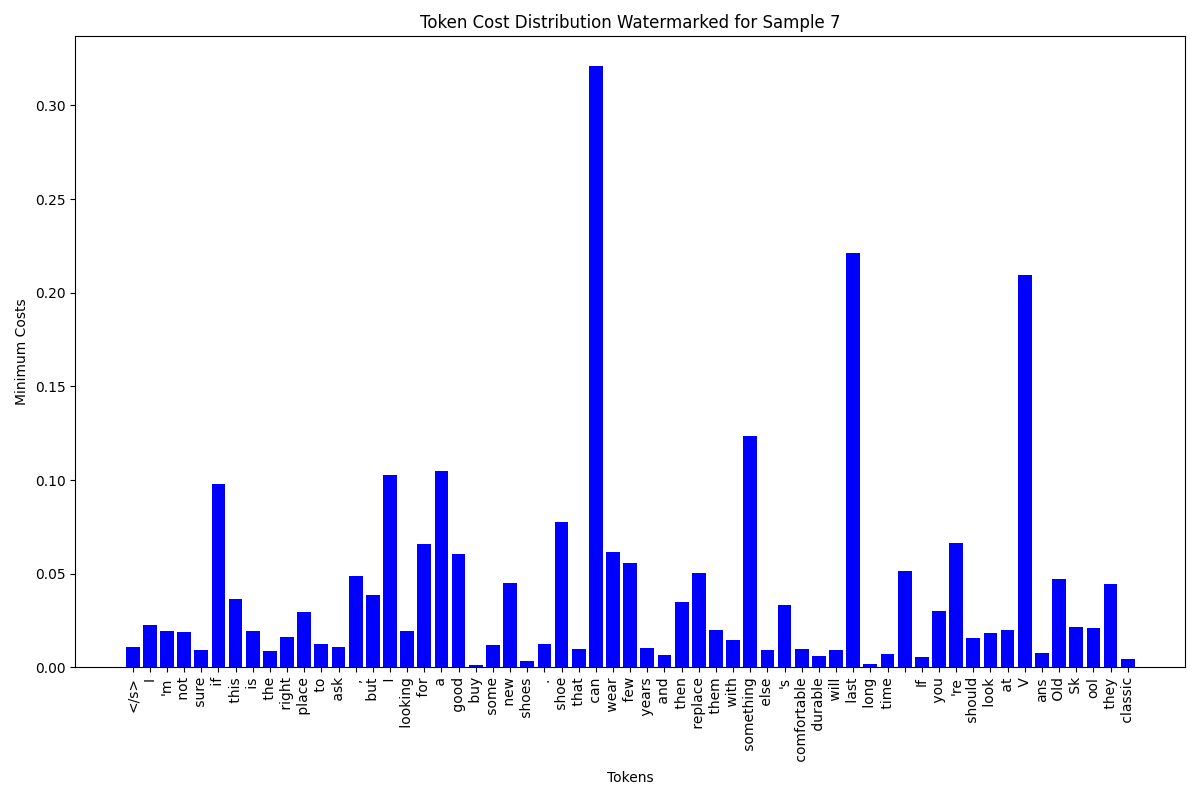 Token Cost Distribution Watermarked for Sample 7
Minimum Costs
0.30
0.25
0.20
0.15
0.10
0.05
0.00
</s>
I
'm
not
sure
if
this
is
the
right
place
to
ask
,
but
I
looking
for
a
good
buy
some
new
shoes
.
shoe
that
can
wear
few
years
and
then
replace
them
with
something
else
's
comfortable
durable
will
last
long
time
If
you
're
should
look
at
V
ans
Old
Sk
ool
they
classic
Tokens